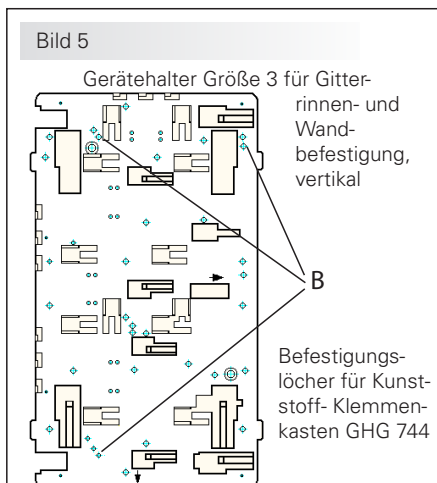 Bild 5
Gerätehalter Größe 3 für Gitter-
rinnen- und
Wand-
befestigung,
vertikal
B
Befestigungs-
löcher für Kunst-
stoff- Klemmen-
kasten GHG 744